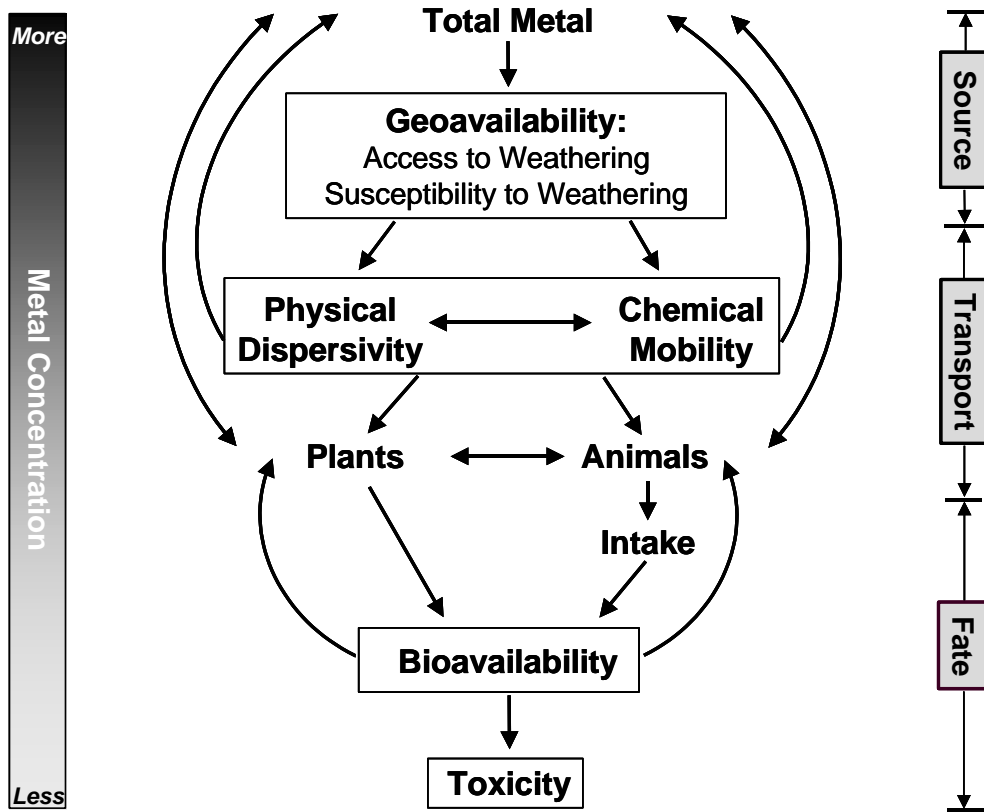 More
Metal Concentration
Less
Total Metal
Geoavailability:
Access to Weathering
Susceptibility to Weathering
Physical
Dispersivity
Chemical
Mobility
Plants
Animals
Intake
Bioavailability
Toxicity
Source
Transport
Fate